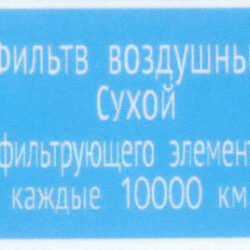 ФИЛЬТВ ВОЗДУШНЫ
Сухой
фильтрующего элемент
каждые 10000 км